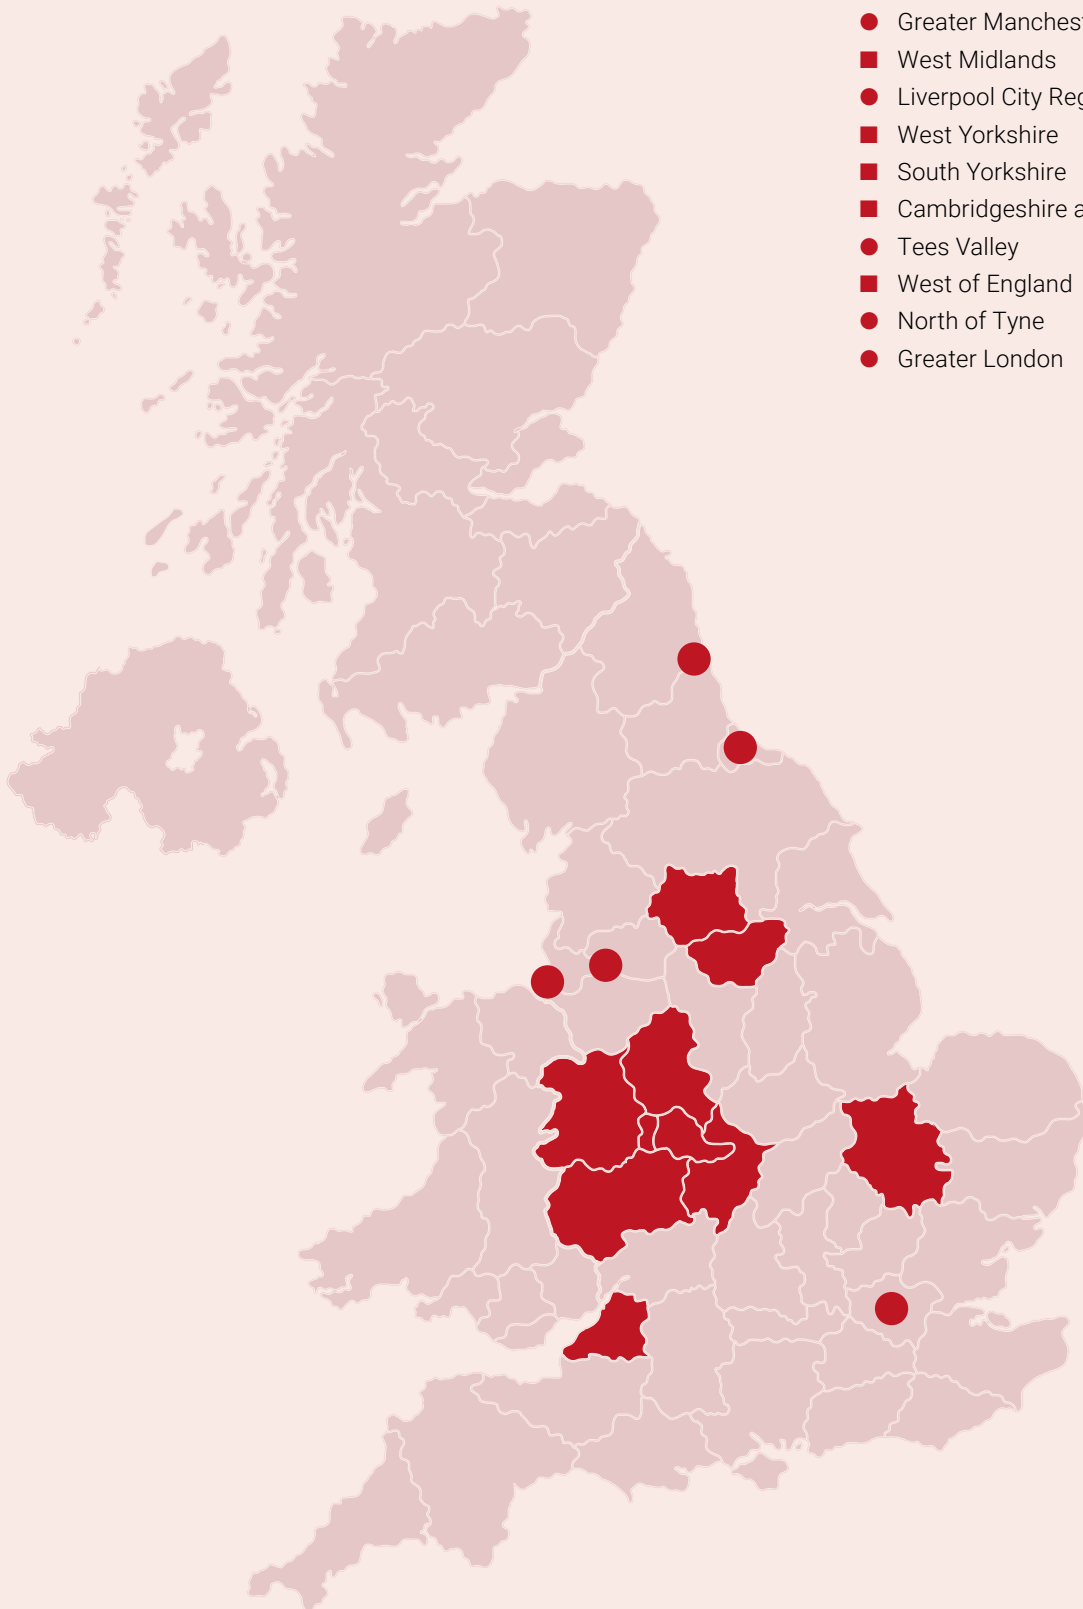 Greater Manchest
West Midlands
Liverpool City Reg
West Yorkshire
South Yorkshire
Cambridgeshire a
Tees Valley
West of England
North of Tyne
Greater London